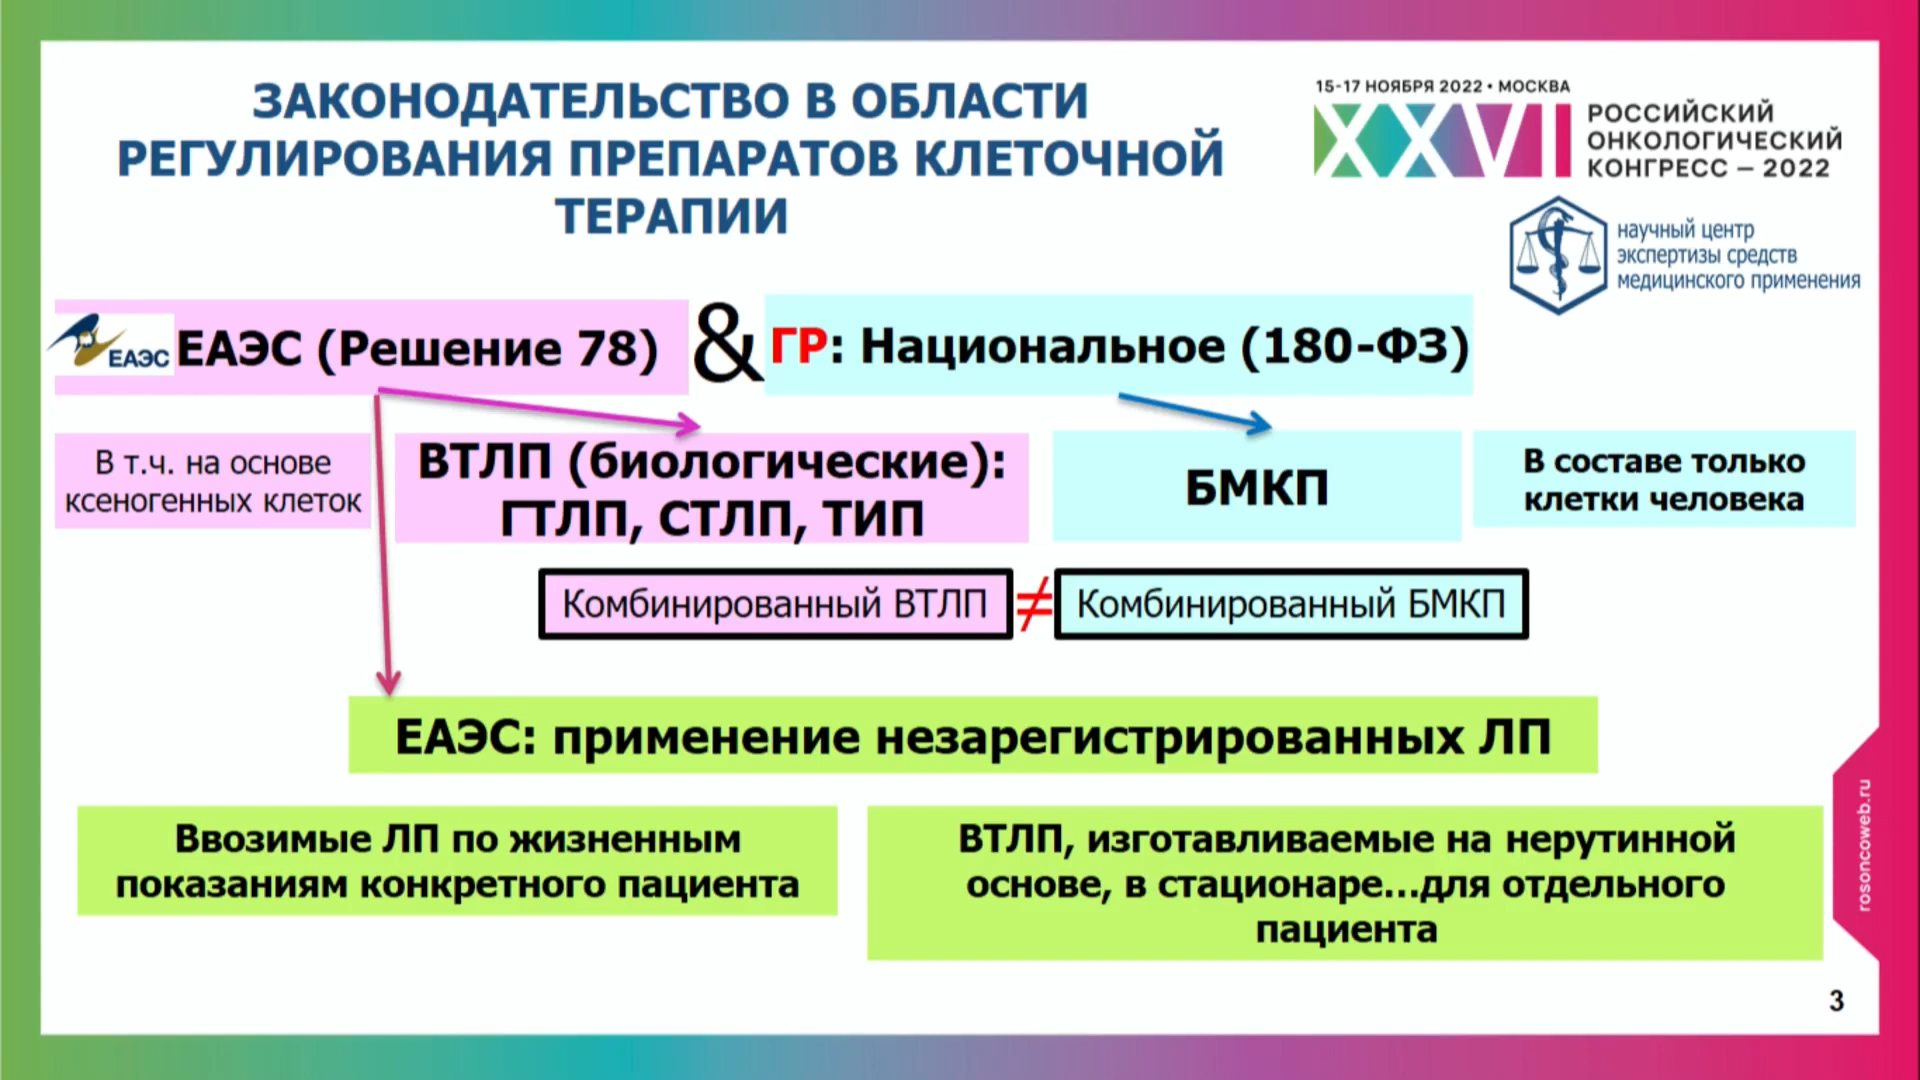 ЗАКОНОДАТЕЛЬСТВО В ОБЛАСТИ
РЕГУЛИРОВАНИЯ ПРЕПАРАТОВ КЛЕТОЧНОЙ
ТЕРАПИИ
15-17 НОЯБРЯ 2022 • МОСКВА
XXVI
РОССИЙСКИЙ
ОНКОЛОГИЧЕСКИЙ
КОНГРЕСС – 2022
научный центр
экспертизы средств
медицинского применения
ЕАЭС
ЕАЭС (Решение 78)
&
ГР: Национальное (180-ФЗ)
В т.ч. на основе
ксеногенных клеток
ВТЛП (биологические):
ГТЛП, СТЛП, ТИП
БМКП
В составе только
клетки человека
Комбинированный ВТЛП
≠
Комбинированный БМКП
ЕАЭС: применение незарегистрированных ЛП
Ввозимые ЛП по жизненным
показаниям конкретного пациента
ВТЛП, изготавливаемые на нерутинной
основе, в стационаре...для отдельного
пациента
rosoncoweb.ru
3